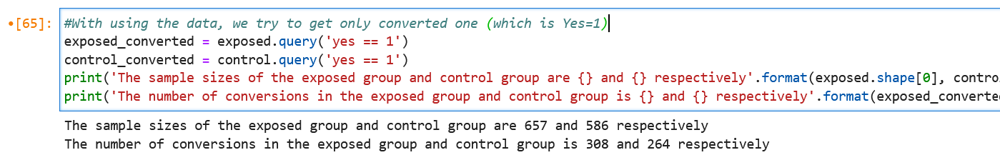 •[65]: #With using the data, we try to get only converted one (which is Yes=1)
exposed_converted = exposed.query('yes == 1')
control_converted = control.query('yes == 1')
print('The sample sizes of the exposed group and control group are {} and {} respectively'.format(exposed.shape[0], contro
print('The number of conversions in the exposed group and control group is {} and {} respectively'.format(exposed_converte
The sample sizes of the exposed group and control group are 657 and 586 respectively
The number of conversions in the exposed group and control group is 308 and 264 respectively